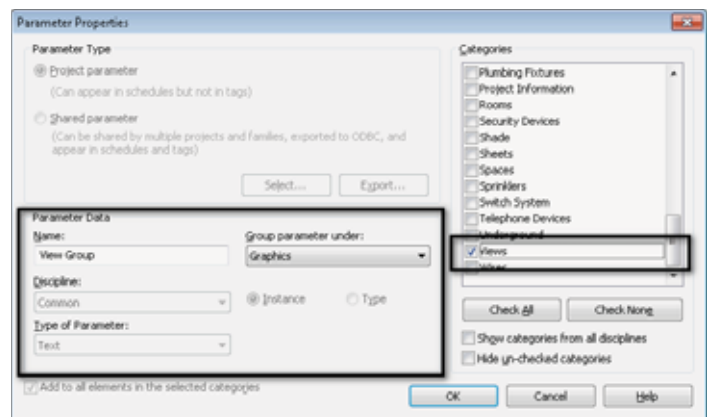 Parameter Properties
Parameter Type
Project parameter
(Can appear in schedules but not in tags)
Shared parameter
(Can be shared by multiple projects and families, exported to ODBC, and
appear in schedules and tags)
Select...
Export...
Parameter Data
Name:
View Group
Group parameter under:
Graphics
Discipline:
Common
Instance
Type
Type of Parameter:
Text
Add to all elements in the selected categories
Categories
Plumbing Fixtures
Project Information
Rooms
Security Devices
Shade
Sheets
Spaces
Sprinklers
Switch System
Telephone Devices
Underground
Views
Wires
Check All
Check None
Show categories from all disciplines
Hide un-checked categories
OK
Cancel
Help